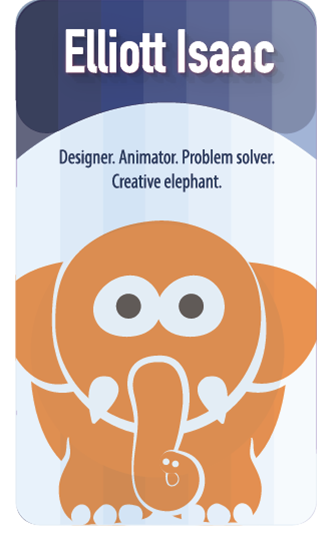 Elliott Isaac
Designer. Animator. Problem solver.
Creative elephant.